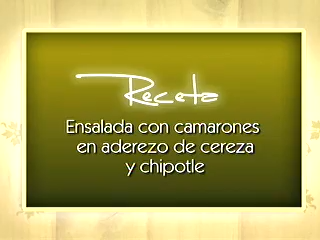 Receta
Ensalada con camarones
en aderezo de cereza
y chipotle